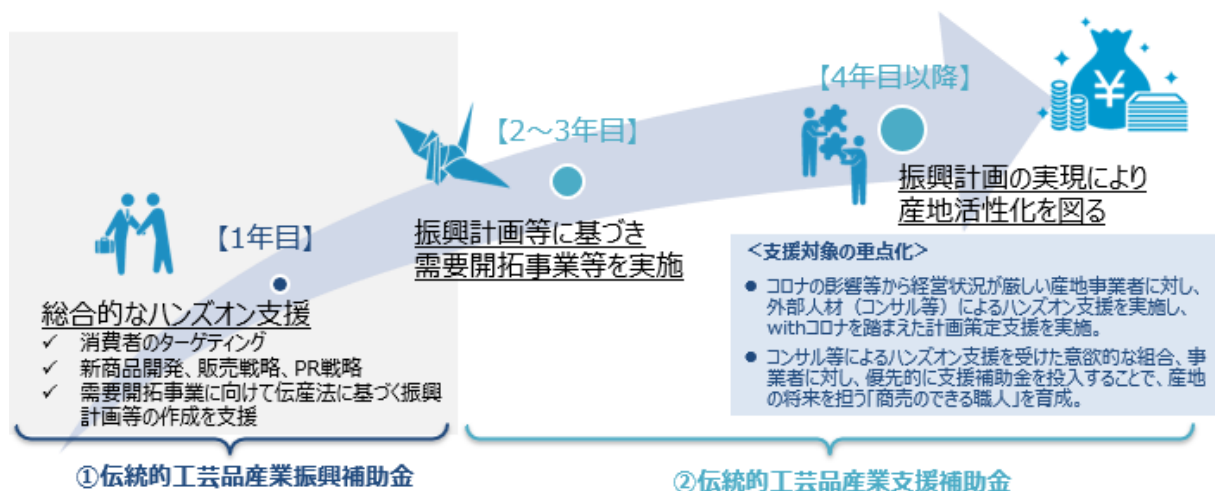 【1年目】
総合的なハンズオン支援
✓ 消費者のターゲティング
✓ 新商品開発、販売戦略、PR戦略
✓ 需要開拓事業に向けて伝産法に基づく振興
計画等の作成を支援
①伝統的工芸品産業振興補助金
【2～3年目】
振興計画等に基づき
需要開拓事業等を実施
【4年目以降】
¥
振興計画の実現により
産地活性化を図る
＜支援対象の重点化＞
● コロナの影響等から経営状況が厳しい産地事業者に対し、
外部人材（コンサル等）によるハンズオン支援を実施し、
withコロナを踏まえた計画策定支援を実施。
● コンサル等によるハンズオン支援を受けた意欲的な組合、事
業者に対し、優先的に支援補助金を投入することで、産地
の将来を担う「商売のできる職人」を育成。
②伝統的工芸品産業支援補助金